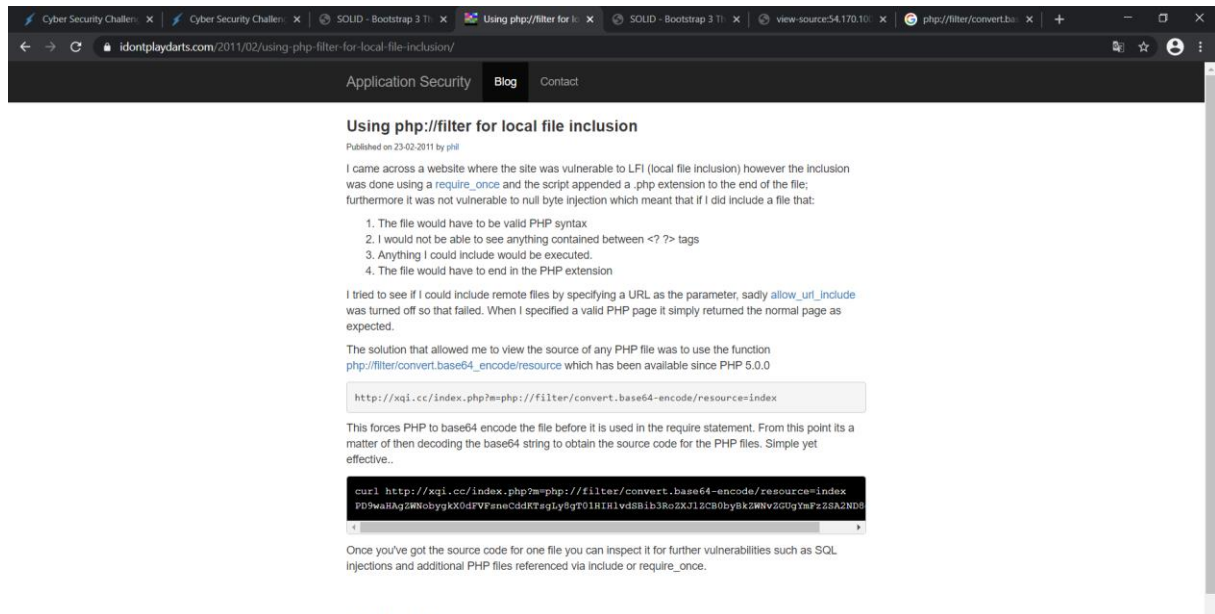 Cyber Security Challen
Cyber Security Challen
SOLID - Bootstrap 3 Th
Using php://filter for lo
SOLID - Bootstrap 3 Th
view-source:54.170.10
php://filter/convert.ba
idontplaydarts.com/2011/02/using-php-filter-for-local-file-inclusion/
Application Security Blog Contact
Using php://filter for local file inclusion
Published on 23-02-2011 by phil
I came across a website where the site was vulnerable to LFI (local file inclusion) however the inclusion
was done using a require_once and the script appended a .php extension to the end of the file;
furthermore it was not vulnerable to null byte injection which meant that if I did include a file that:
1. The file would have to be valid PHP syntax
2. I would not be able to see anything contained between <? ?> tags
3. Anything I could include would be executed.
4. The file would have to end in the PHP extension
I tried to see if I could include remote files by specifying a URL as the parameter, sadly allow_url_include
was turned off so that failed. When I specified a valid PHP page it simply returned the normal page as
expected.
The solution that allowed me to view the source of any PHP file was to use the function
php://filter/convert.base64_encode/resource which has been available since PHP 5.0.0
http://xqi.cc/index.php?m=php://filter/convert.base64-encode/resource=index
This forces PHP to base64 encode the file before it is used in the require statement. From this point its a
matter of then decoding the base64 string to obtain the source code for the PHP files. Simple yet
effective..
curl http://xqi.cc/index.php?m=php://filter/convert.base64-encode/resource=index
Once you've got the source code for one file you can inspect it for further vulnerabilities such as SQL
injections and additional PHP files referenced via include or require_once.